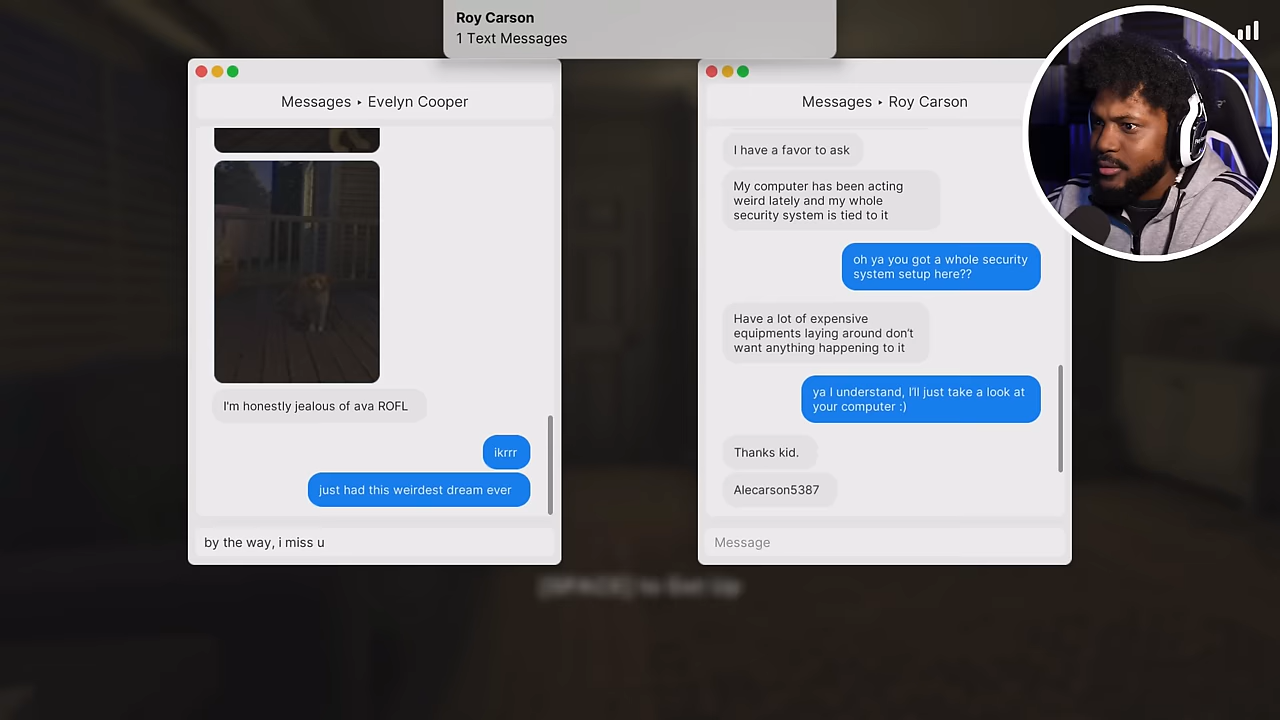 Roy Carson
1 Text Messages
Messages ‣ Evelyn Cooper
I'm honestly jealous of ava ROFL
ikrrr
just had this weirdest dream ever
by the way, i miss u
Messages ‣ Roy Carson
I have a favor to ask
My computer has been acting
weird lately and my whole
security system is tied to it
oh ya you got a whole security
system setup here??
Have a lot of expensive
equipments laying around don't
want anything happening to it
ya I understand, I'll just take a look at
your computer :)
Thanks kid.
Alecarson5387
Message
[SPACE] to Get Up